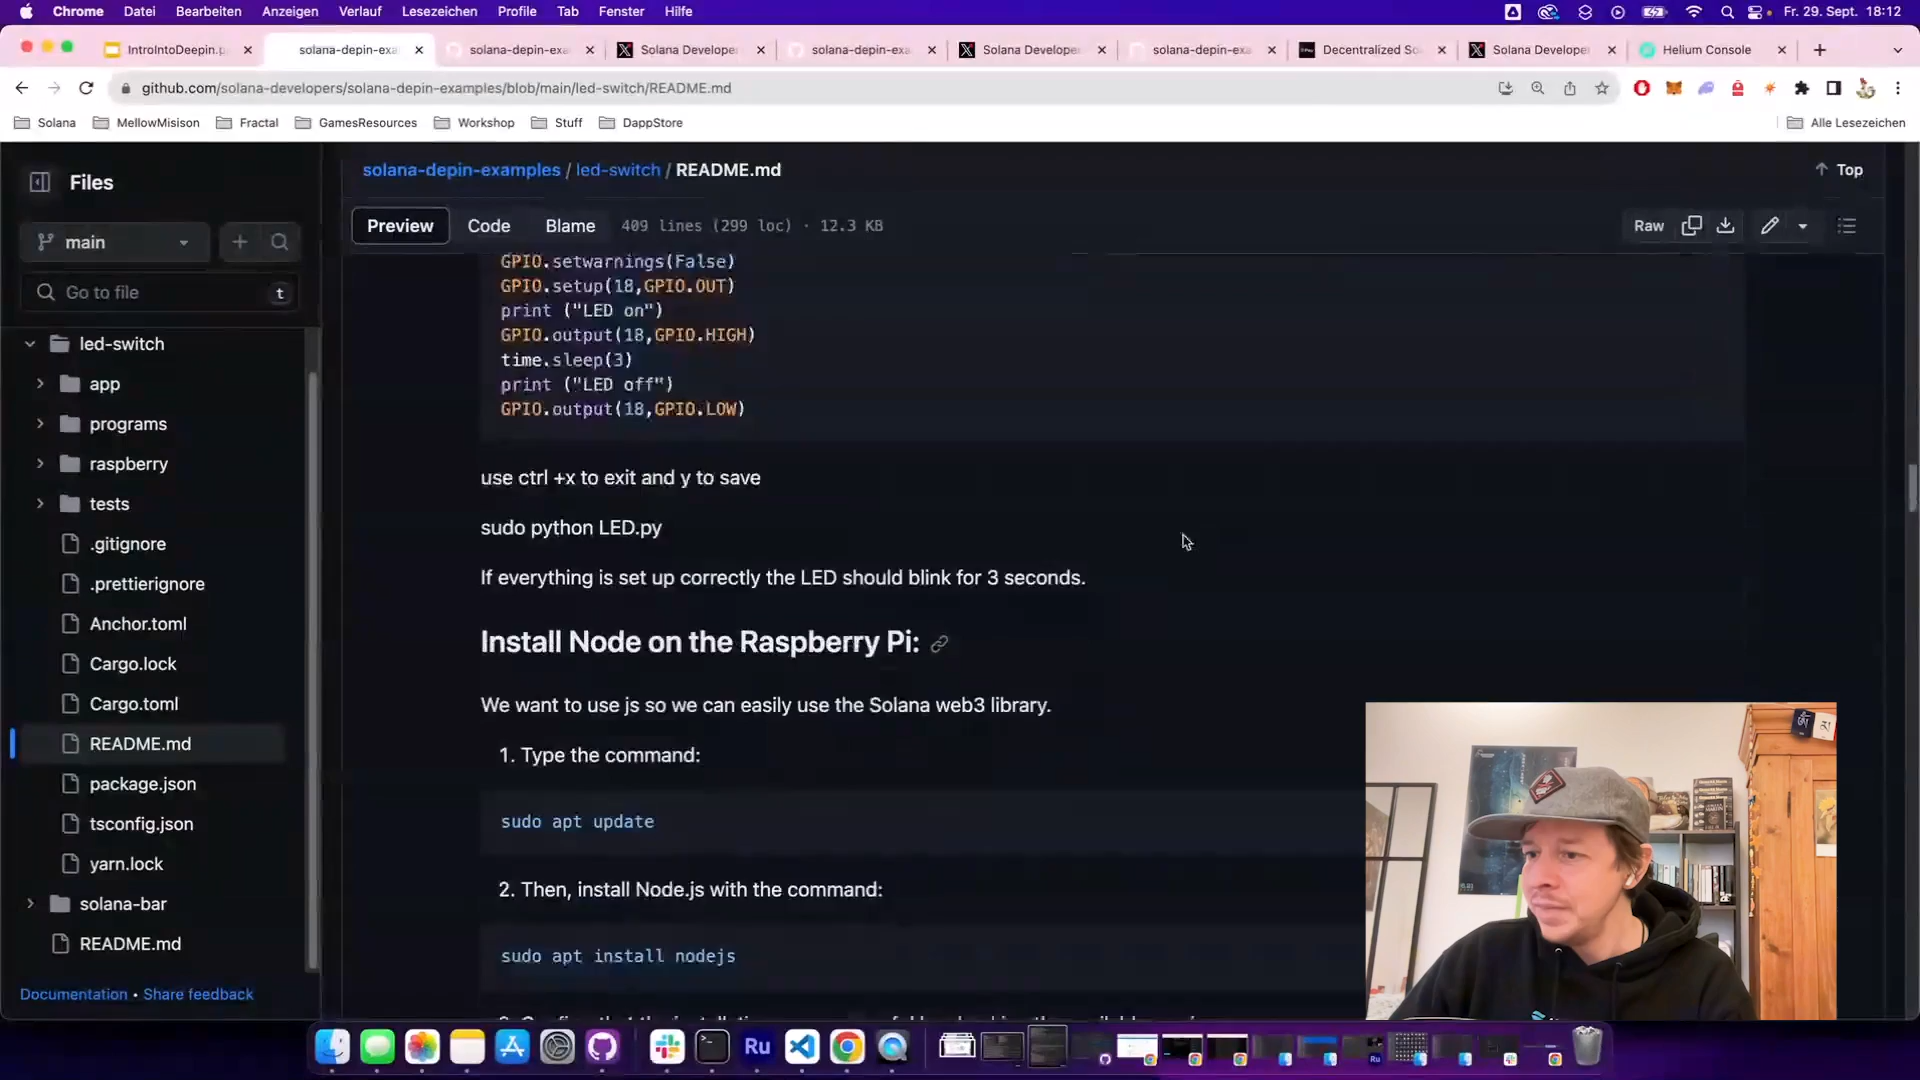 Chrome Datei Bearbeiten Anzeigen Verlauf Lesezeichen Profile Tab Fenster Hilfe Fr. 29. Sept. 18:12
IntroIntoDeepin.p solana-depin-exa solana-depin-exa Solana Develope solana-depin-exa Solana Develope solana-depin-exa Decentralized So Solana Develope Helium Console
github.com/solana-developers/solana-depin-examples/blob/main/led-switch/README.md
Solana MellowMisison Fractal GamesResources Workshop Stuff DappStore Alle Lesezeichen
Files
main
Go to file t
led-switch
app
programs
raspberry
tests
.gitignore
.prettierignore
Anchor.toml
Cargo.lock
Cargo.toml
README.md
package.json
tsconfig.json
yarn.lock
solana-bar
README.md
Documentation • Share feedback
solana-depin-examples / led-switch / README.md Top
Preview Code Blame 409 lines (299 loc) · 12.3 KB Raw
GPIO.setwarnings(False)
GPIO.setup(18,GPIO.OUT)
print ("LED on")
GPIO.output(18,GPIO.HIGH)
time.sleep(3)
print ("LED off")
GPIO.output(18,GPIO.LOW)
use ctrl +x to exit and y to save
sudo python LED.py
If everything is set up correctly the LED should blink for 3 seconds.
Install Node on the Raspberry Pi:
We want to use js so we can easily use the Solana web3 library.
1. Type the command:
sudo apt update
2. Then, install Node.js with the command:
sudo apt install nodejs
Ru